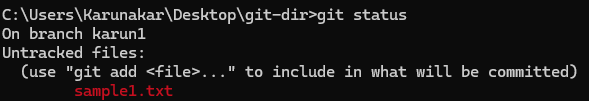 C:\Users\Karunakar\Desktop\git-dir>git status
On branch karun1
Untracked files:
  (use "git add <file>..." to include in what will be committed)
        sample1.txt